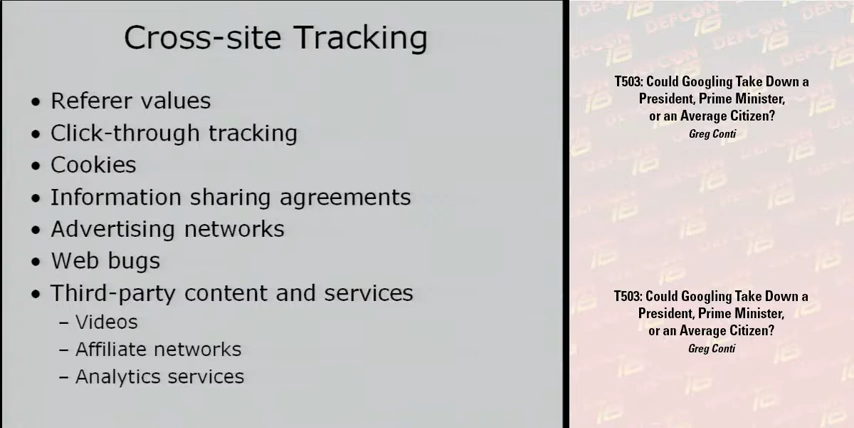 Cross-site Tracking
• Referer values
• Click-through tracking
• Cookies
• Information sharing agreements
• Advertising networks
• Web bugs
• Third-party content and services
– Videos
– Affiliate networks
– Analytics services
T503: Could Googling Take Down a
President, Prime Minister,
or an Average Citizen?
Greg Conti
T503: Could Googling Take Down a
President, Prime Minister,
or an Average Citizen?
Greg Conti